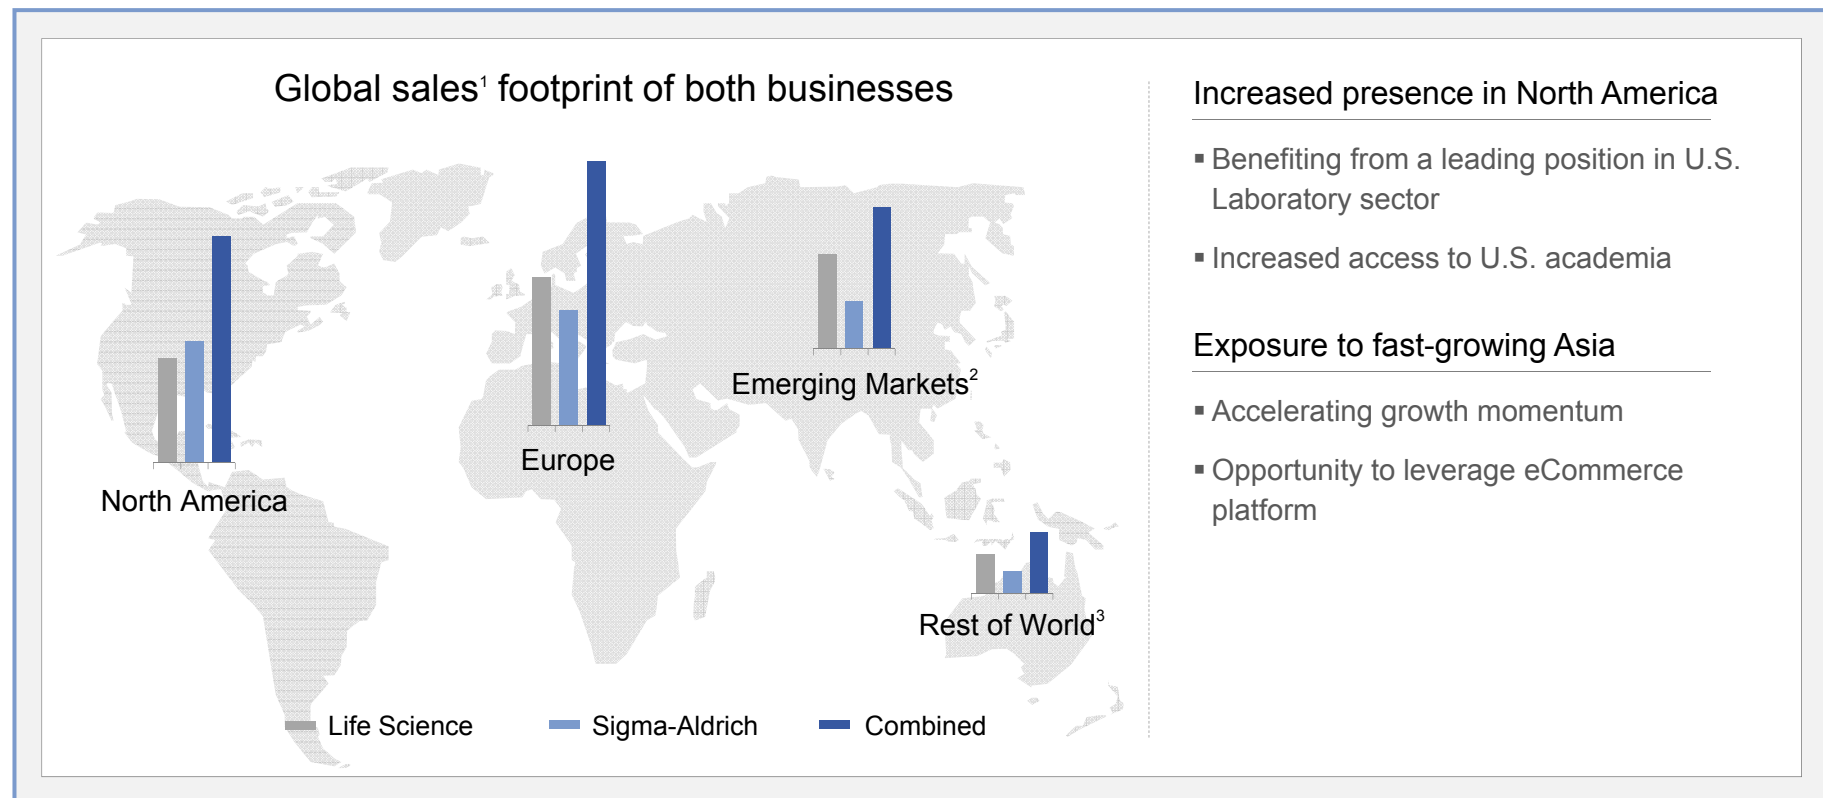 Global sales¹ footprint of both businesses
North America
Europe
Emerging Markets²
Rest of World³
Life Science
Sigma-Aldrich
Combined
Increased presence in North America
▪ Benefiting from a leading position in U.S.
Laboratory sector
▪ Increased access to U.S. academia
Exposure to fast-growing Asia
▪ Accelerating growth momentum
▪ Opportunity to leverage eCommerce
platform